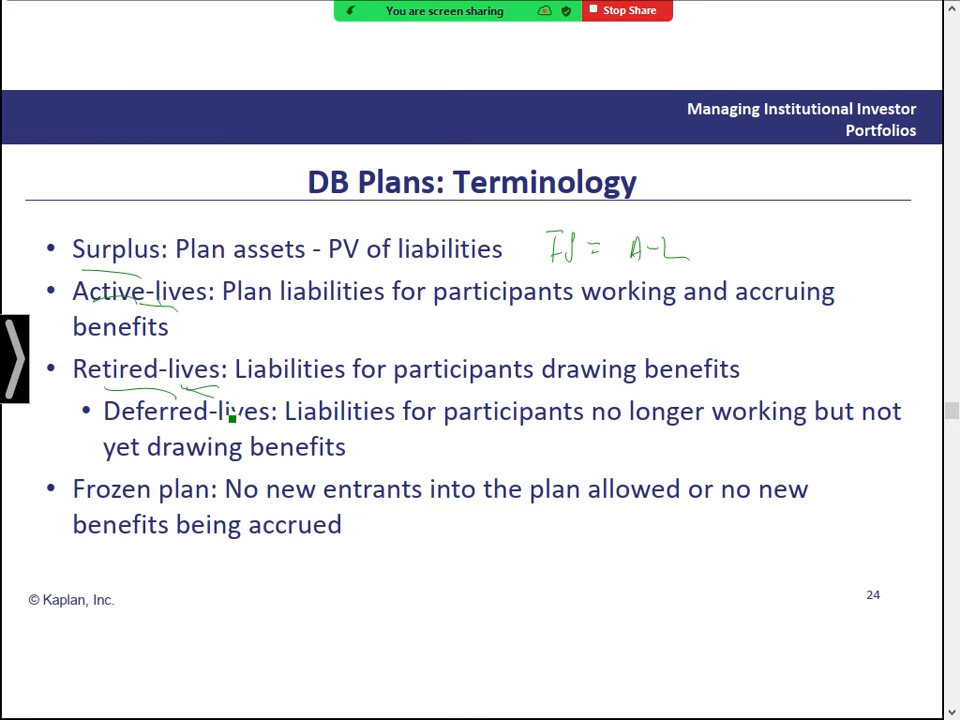 You are screen sharing
Stop Share
Managing Institutional Investor
Portfolios
DB Plans: Terminology
• Surplus: Plan assets - PV of liabilities
= A-L
• Active-lives: Plan liabilities for participants working and accruing
benefits
• Retired-lives: Liabilities for participants drawing benefits
• Deferred-lives: Liabilities for participants no longer working but not
yet drawing benefits
• Frozen plan: No new entrants into the plan allowed or no new
benefits being accrued
© Kaplan, Inc.
24